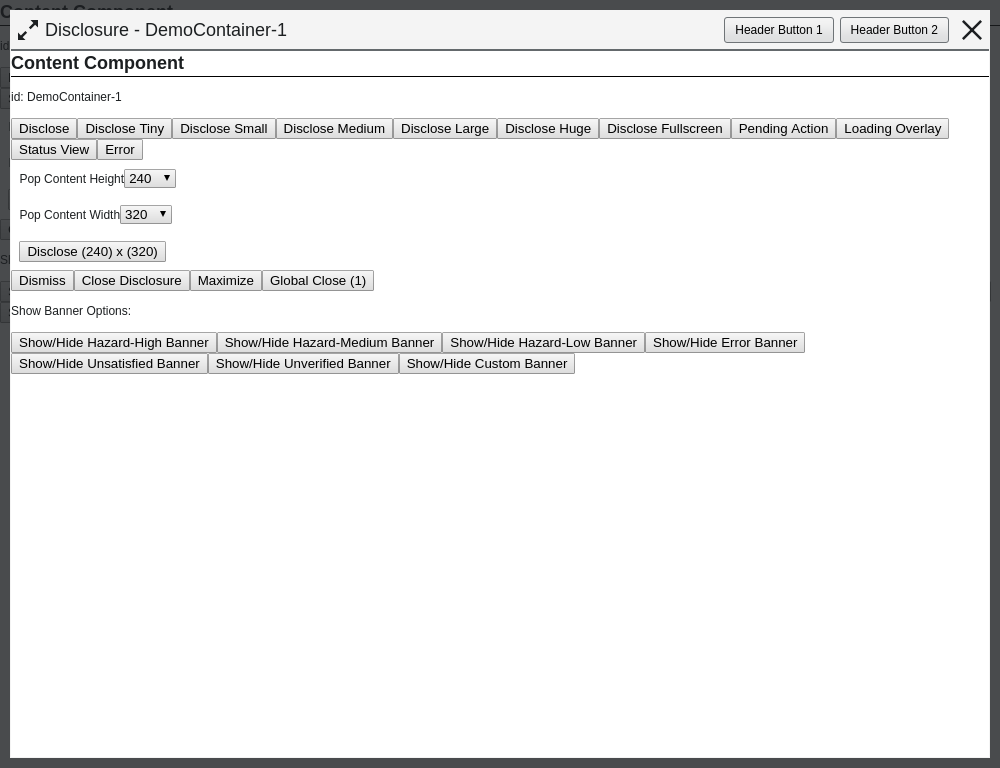 Disclosure - DemoContainer-1
Header Button 1
Header Button 2
Content Component
id: DemoContainer-1
Disclose Disclose Tiny Disclose Small Disclose Medium Disclose Large Disclose Huge Disclose Fullscreen Pending Action Loading Overlay
Status View Error
Pop Content Height 240
Pop Content Width 320
Disclose (240) x (320)
Dismiss Close Disclosure Maximize Global Close (1)
Show Banner Options:
Show/Hide Hazard-High Banner Show/Hide Hazard-Medium Banner Show/Hide Hazard-Low Banner Show/Hide Error Banner
Show/Hide Unsatisfied Banner Show/Hide Unverified Banner Show/Hide Custom Banner